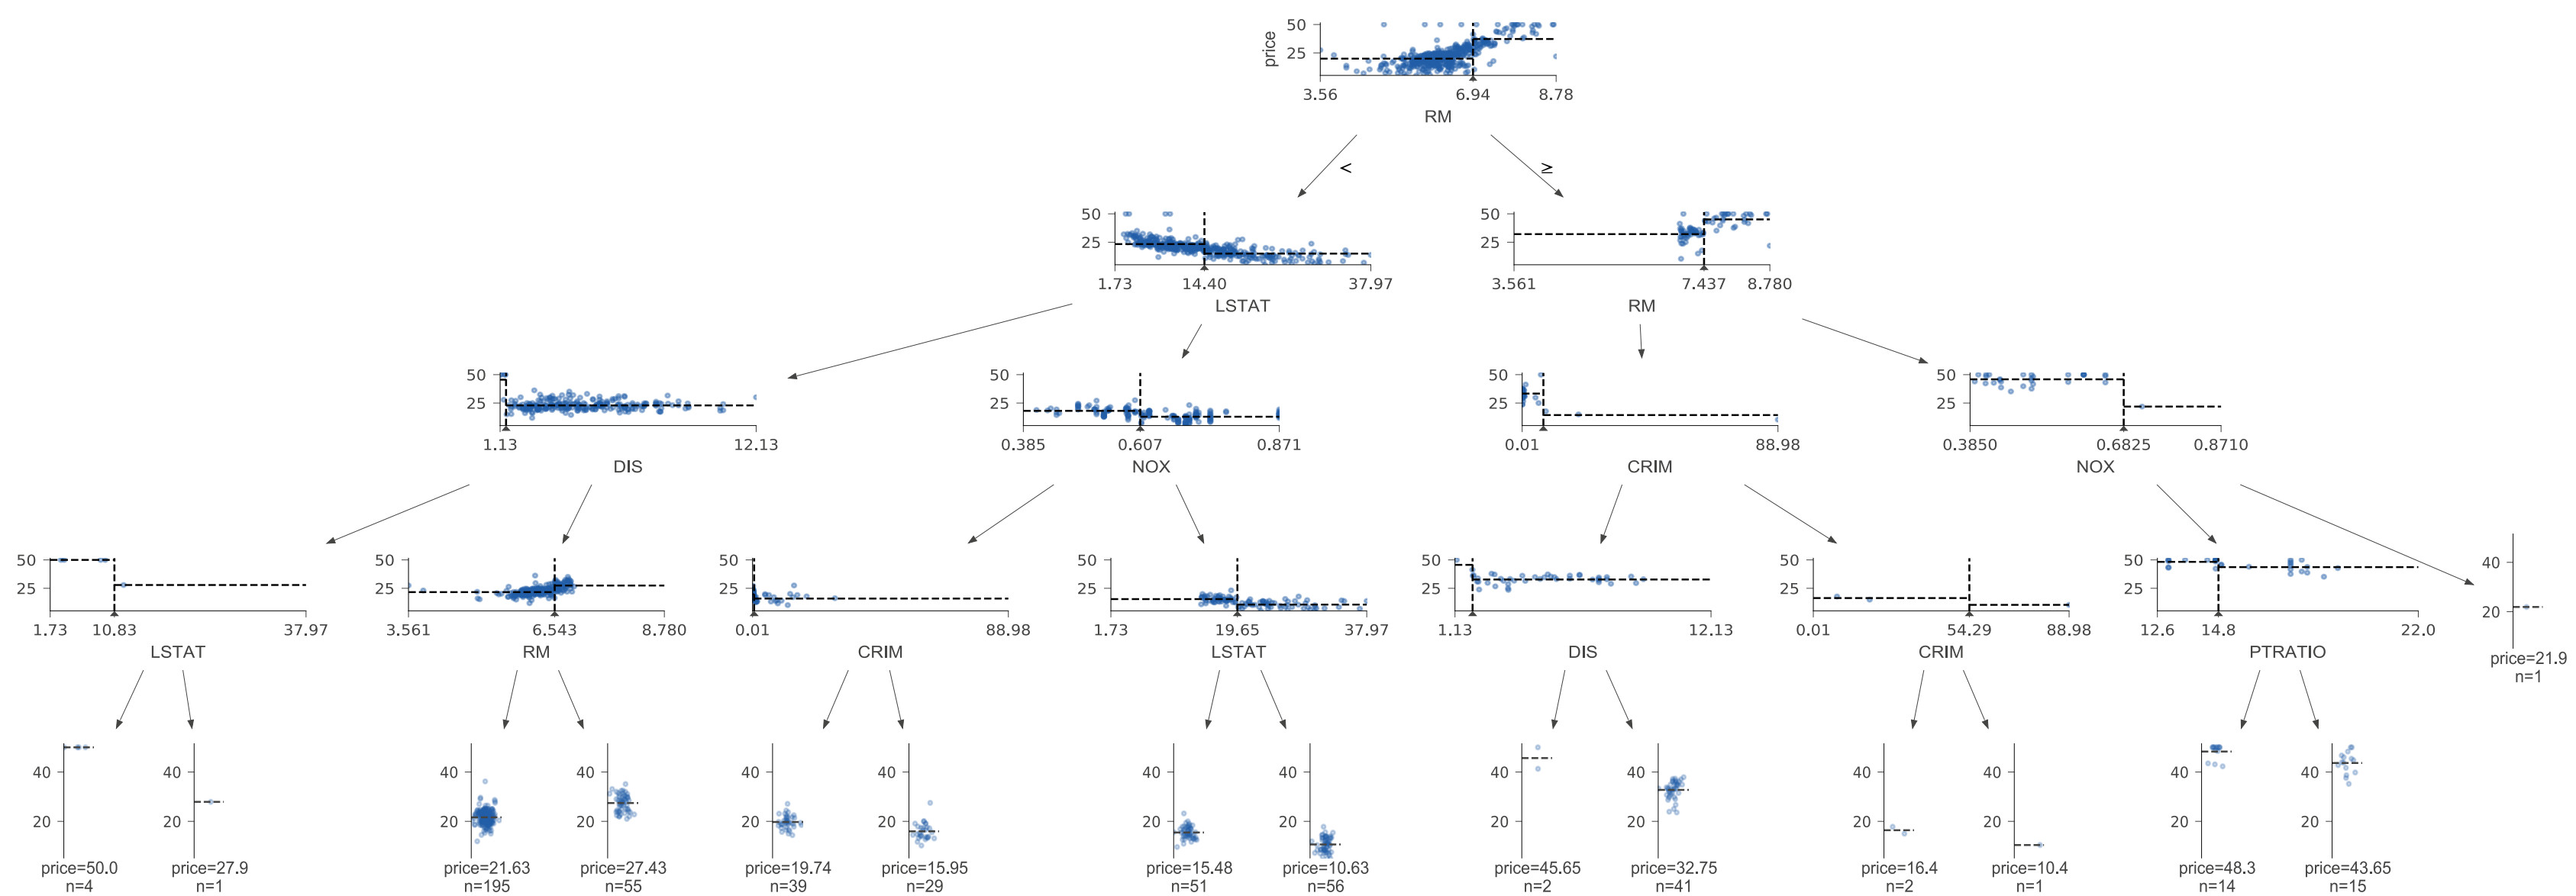 50
price
25
3.56 6.94 8.78
RM
< ≥
50 50
25 25
1.73 14.40 37.97 3.561 7.437 8.780
LSTAT RM
50 50 50 50
25 25 25 25
1.13 12.13 0.385 0.607 0.871 0.01 88.98 0.3850 0.6825 0.8710
DIS NOX CRIM NOX
50 50 50 50 50 50 50 40
25 25 25 25 25 25 25 20
1.73 10.83 37.97 3.561 6.543 8.780 0.01 88.98 1.73 19.65 37.97 1.13 12.13 0.01 54.29 88.98 12.6 14.8 22.0
LSTAT RM CRIM LSTAT DIS CRIM PTRATIO price=21.9
n=1
40 40 40 40 40 40 40 40 40 40 40 40 40 40
20 20 20 20 20 20 20 20 20 20 20 20 20 20
price=50.0 price=27.9 price=21.63 price=27.43 price=19.74 price=15.95 price=15.48 price=10.63 price=45.65 price=32.75 price=16.4 price=10.4 price=48.3 price=43.65
n=4 n=1 n=195 n=55 n=39 n=29 n=51 n=56 n=2 n=41 n=2 n=1 n=14 n=15